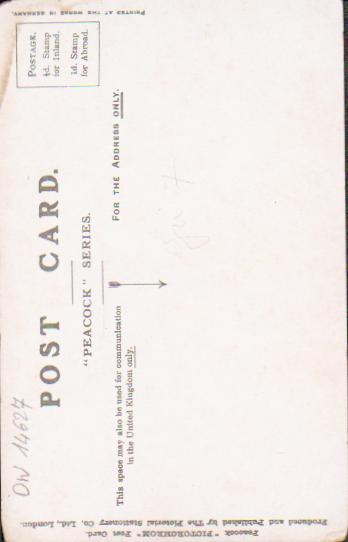 PRINTED AT THE WORKS IN GERMANY.
POSTAGE.
½d. Stamp
for Inland.
1d. Stamp
for Abroad.
POST CARD.
"PEACOCK" SERIES.
This space may also be used for communication
in the United Kingdom only.
FOR THE ADDRESS ONLY.
ON 14627
Peacock "PICTOCHROM" Post Card.
Produced and Published by The Pictorial Stationery Co., Ltd., London.